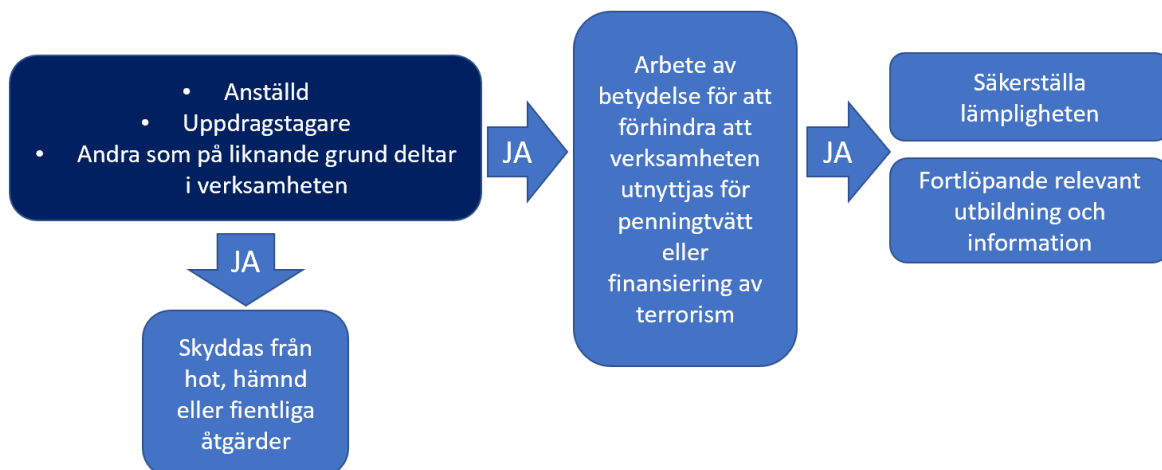 • Anställd
• Uppdragstagare
• Andra som på liknande grund deltar
i verksamheten
JA
Arbete av
betydelse för att
förhindra att
verksamheten
utnyttjas för
penningtvätt
eller
finansiering av
terrorism
JA
Säkerställa
lämpligheten
Fortlöpande relevant
utbildning och
information
JA
Skyddas från
hot, hämnd
eller fientliga
åtgärder